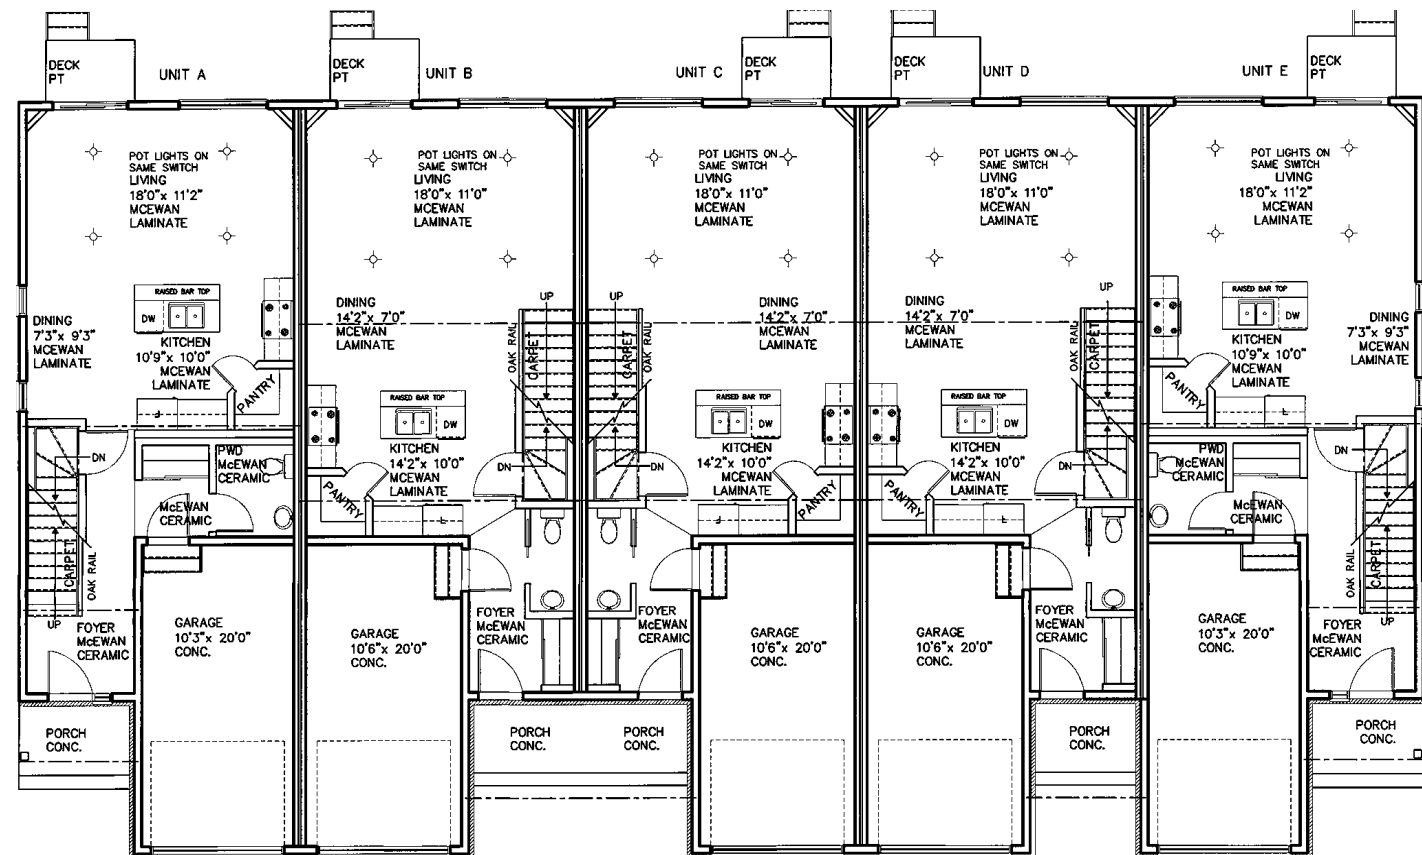 DECK
PT
UNIT A
DECK
PT
UNIT B
UNIT C
DECK
PT
DECK
PT
UNIT D
UNIT E
DECK
PT
POT LIGHTS ON
SAME SWITCH
LIVING
18'0"x 11'2"
MCEWAN
LAMINATE
POT LIGHTS ON
SAME SWITCH
LIVING
18'0"x 11'0"
MCEWAN
LAMINATE
POT LIGHTS ON
SAME SWITCH
LIVING
18'0"x 11'0"
MCEWAN
LAMINATE
POT LIGHTS ON
SAME SWITCH
LIVING
18'0"x 11'0"
MCEWAN
LAMINATE
POT LIGHTS ON
SAME SWITCH
LIVING
18'0"x 11'2"
MCEWAN
LAMINATE
RAISED BAR TOP
DW
DINING
7'3"x 9'3"
MCEWAN
LAMINATE
KITCHEN
10'9"x 10'0"
MCEWAN
LAMINATE
PANTRY
DINING
14'2"x 7'0"
MCEWAN
LAMINATE
UP
OAK RAIL
CARPET
UP
CARPET
OAK RAIL
DINING
14'2"x 7'0"
MCEWAN
LAMINATE
DINING
14'2"x 7'0"
MCEWAN
LAMINATE
UP
OAK RAIL
CARPET
RAISED BAR TOP
DW
KITCHEN
10'9"x 10'0"
MCEWAN
LAMINATE
PANTRY
DINING
7'3"x 9'3"
MCEWAN
LAMINATE
RAISED BAR TOP
DW
KITCHEN
14'2"x 10'0"
MCEWAN
LAMINATE
PANTRY
DN
DN
RAISED BAR TOP
DW
KITCHEN
14'2"x 10'0"
MCEWAN
LAMINATE
PANTRY
RAISED BAR TOP
DW
KITCHEN
14'2"x 10'0"
MCEWAN
LAMINATE
PANTRY
DN
DN
PWD
McEWAN
CERAMIC
McEWAN
CERAMIC
CARPET
OAK RAIL
UP
PWD
McEWAN
CERAMIC
McEWAN
CERAMIC
DN
OAK RAIL
CARPET
UP
FOYER
McEWAN
CERAMIC
GARAGE
10'3"x 20'0"
CONC.
GARAGE
10'6"x 20'0"
CONC.
FOYER
McEWAN
CERAMIC
FOYER
McEWAN
CERAMIC
GARAGE
10'6"x 20'0"
CONC.
GARAGE
10'6"x 20'0"
CONC.
FOYER
McEWAN
CERAMIC
GARAGE
10'3"x 20'0"
CONC.
FOYER
McEWAN
CERAMIC
PORCH
CONC.
PORCH
CONC.
PORCH
CONC.
PORCH
CONC.
PORCH
CONC.